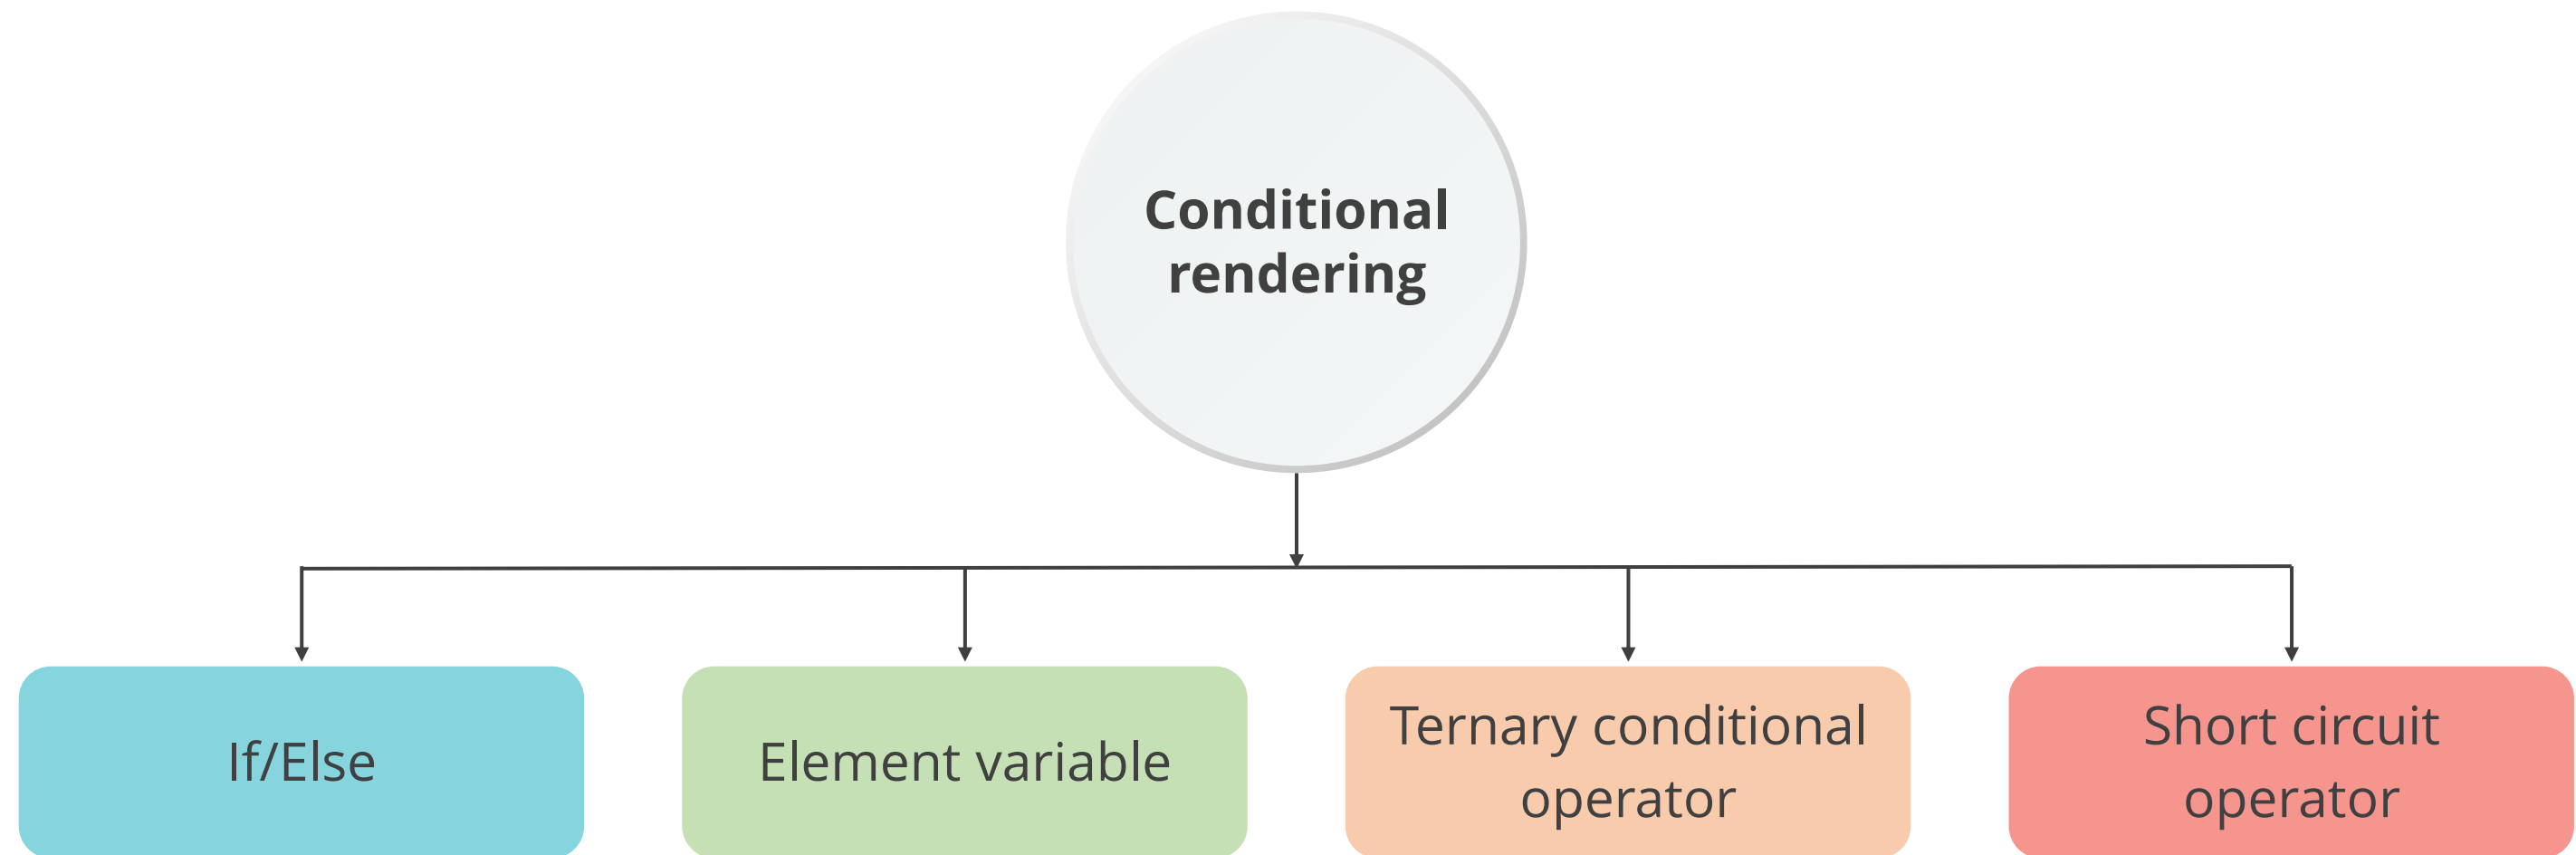 Conditional
rendering
If/Else
Element variable
Ternary conditional
operator
Short circuit
operator